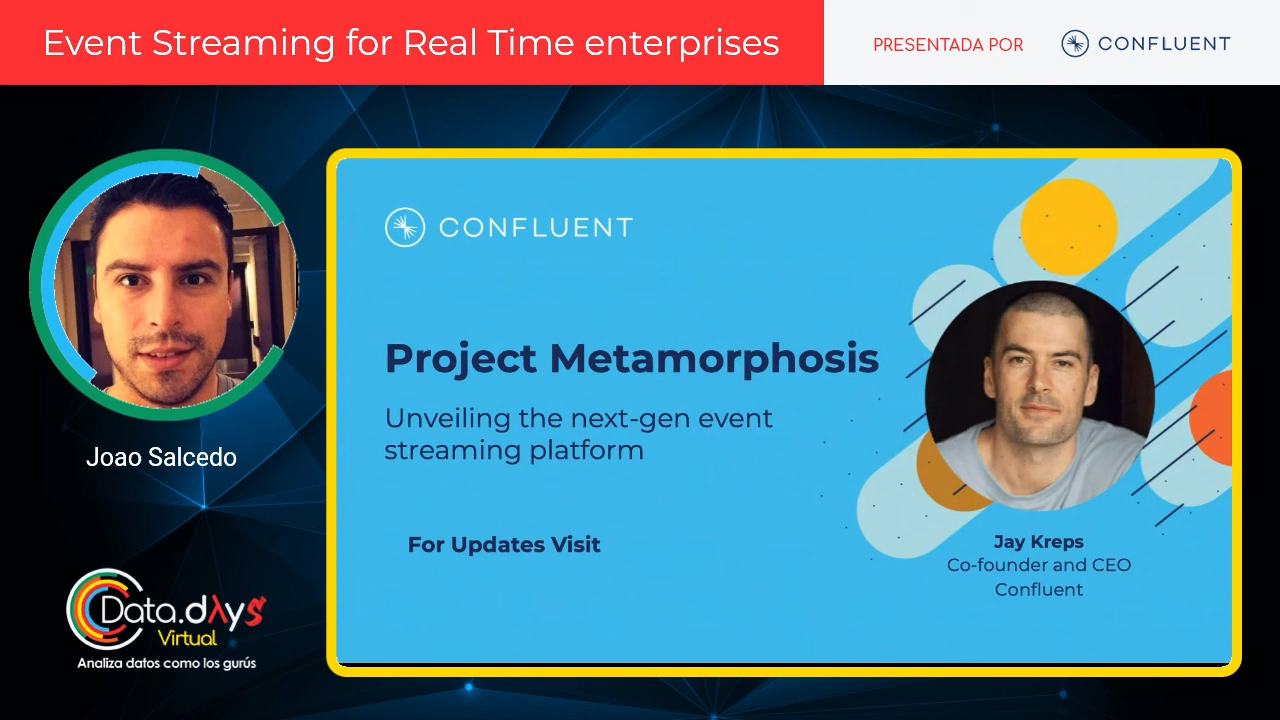 Event Streaming for Real Time enterprises
PRESENTADA POR
CONFLUENT
CONFLUENT
Project Metamorphosis
Unveiling the next-gen event
streaming platform
For Updates Visit
Jay Kreps
Co-founder and CEO
Confluent
Joao Salcedo
Data.dλys
Virtual
Analiza datos como los gurús